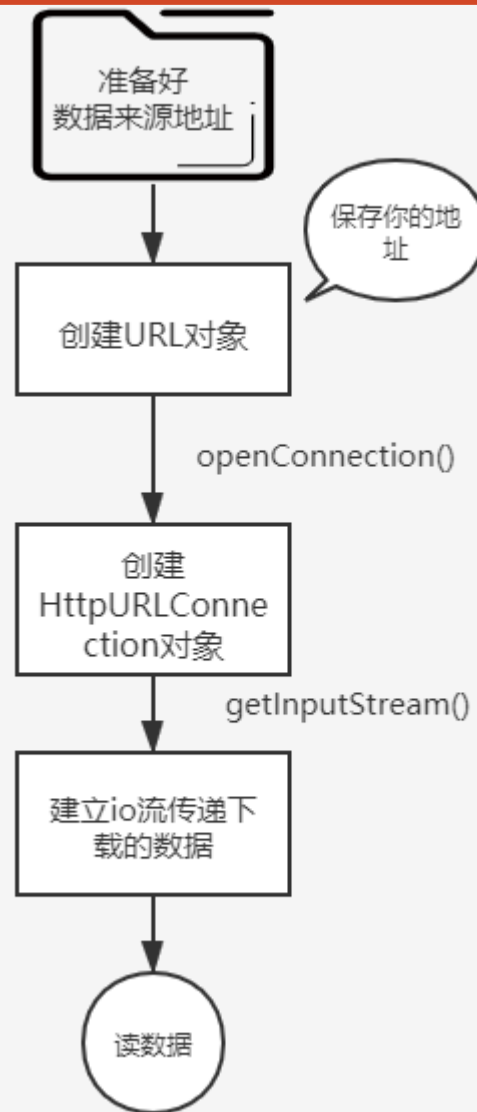 准备好
数据来源地址
保存你的地
址
创建URL对象
openConnection()
创建
HttpURLConne
ction对象
getInputStream()
建立io流传递下
载的数据
读数据